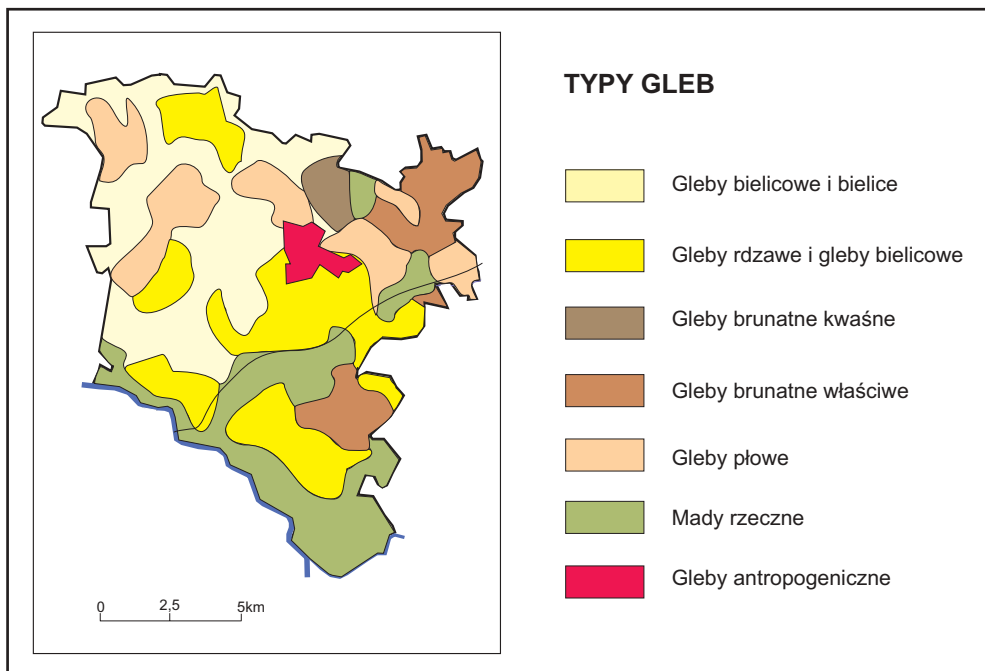 TYPY GLEB
Gleby bielicowe i bielice
Gleby rdzawe i gleby bielicowe
Gleby brunatne kwaśne
Gleby brunatne właściwe
Gleby płowe
Mady rzeczne
Gleby antropogeniczne
0 2,5 5km